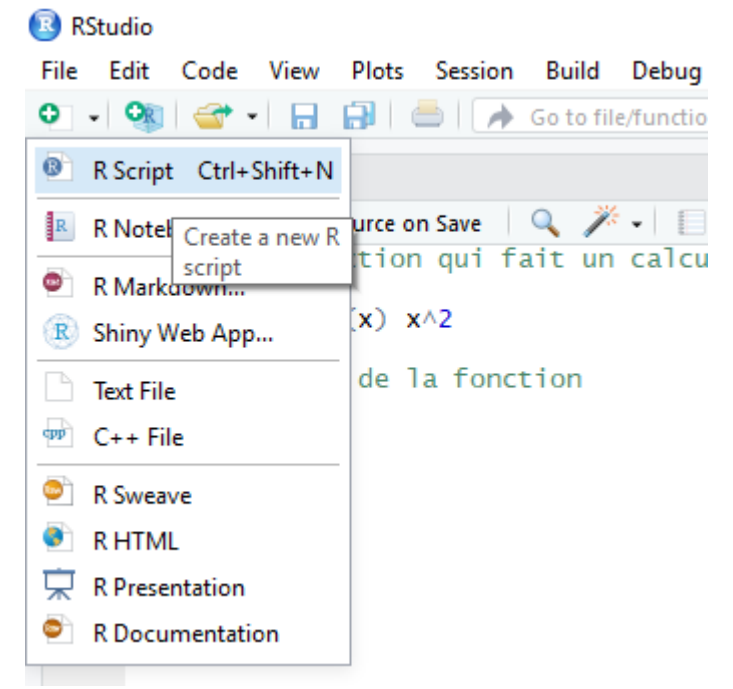 RStudio
File Edit Code View Plots Session Build Debug
Go to file/functio
R Script Ctrl+Shift+N
R Noteb urce on Save
Create a new R
script
ction qui fait un calcu
R Markdown...
(x) x^2
Shiny Web App...
de la fonction
Text File
C++ File
R Sweave
R HTML
R Presentation
R Documentation